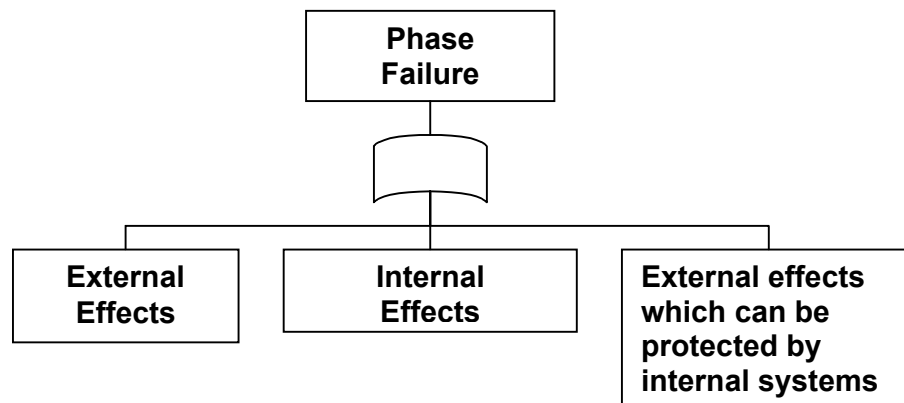 Phase
Failure
External
Effects
Internal
Effects
External effects
which can be
protected by
internal systems